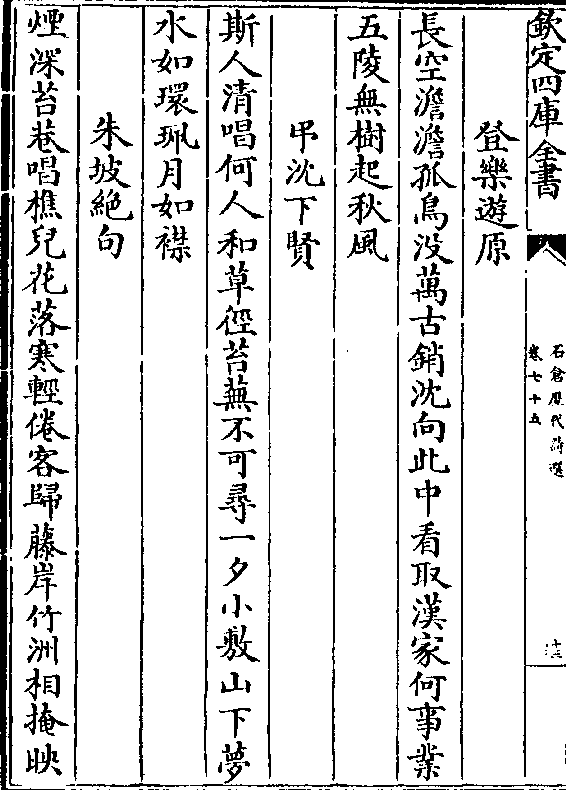 欽定四庫全書
石倉歷代詩選
卷七十五
登樂遊原
長空澹澹孤鳥没萬古銷沈向此中看取漢家何事業
五陵無樹起秋風
弔沈下賢
斯人清唱何人和草徑苔蕪不可尋一夕小敷山下夢
水如環珮月如襟
朱坡絶句
煙深苔巷唱樵兒花落寒輕倦客歸藤岸竹洲相掩映